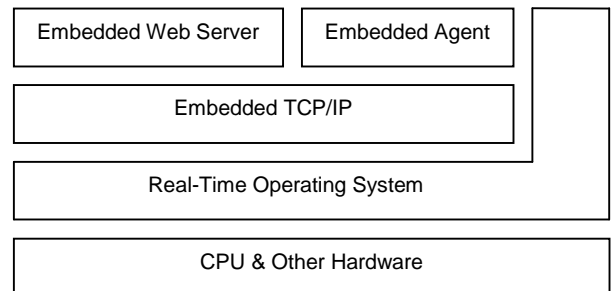 Embedded Web Server
Embedded Agent
Embedded TCP/IP
Real-Time Operating System
CPU & Other Hardware